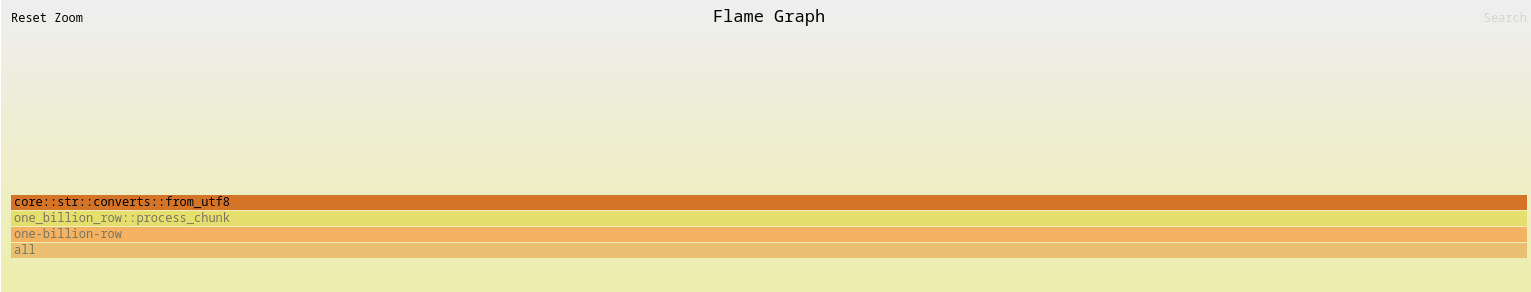 Reset Zoom
Flame Graph
Search
core::str::converts::from_utf8
one_billion_row::process_chunk
one-billion-row
all